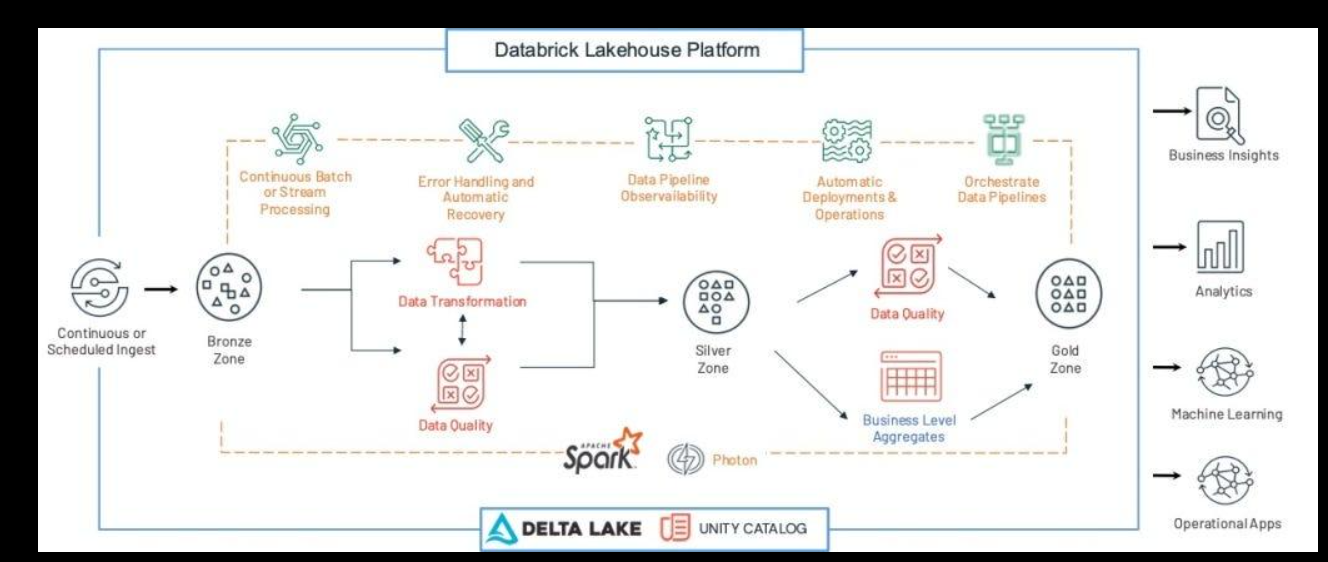 Databrick Lakehouse Platform
Continuous Batch
or Stream
Processing
Error Handling and
Automatic
Recovery
Data Pipeline
Observailability
Automatic
Deployments &
Operations
Orchestrate
Data Pipelines
Continuous or
Scheduled Ingest
Bronze
Zone
Data Transformation
Data Quality
Silver
Zone
Data Quality
Business Level
Aggregates
Gold
Zone
APACHE
Spark
Photon
DELTA LAKE
UNITY CATALOG
Business Insights
Analytics
Machine Learning
Operational Apps